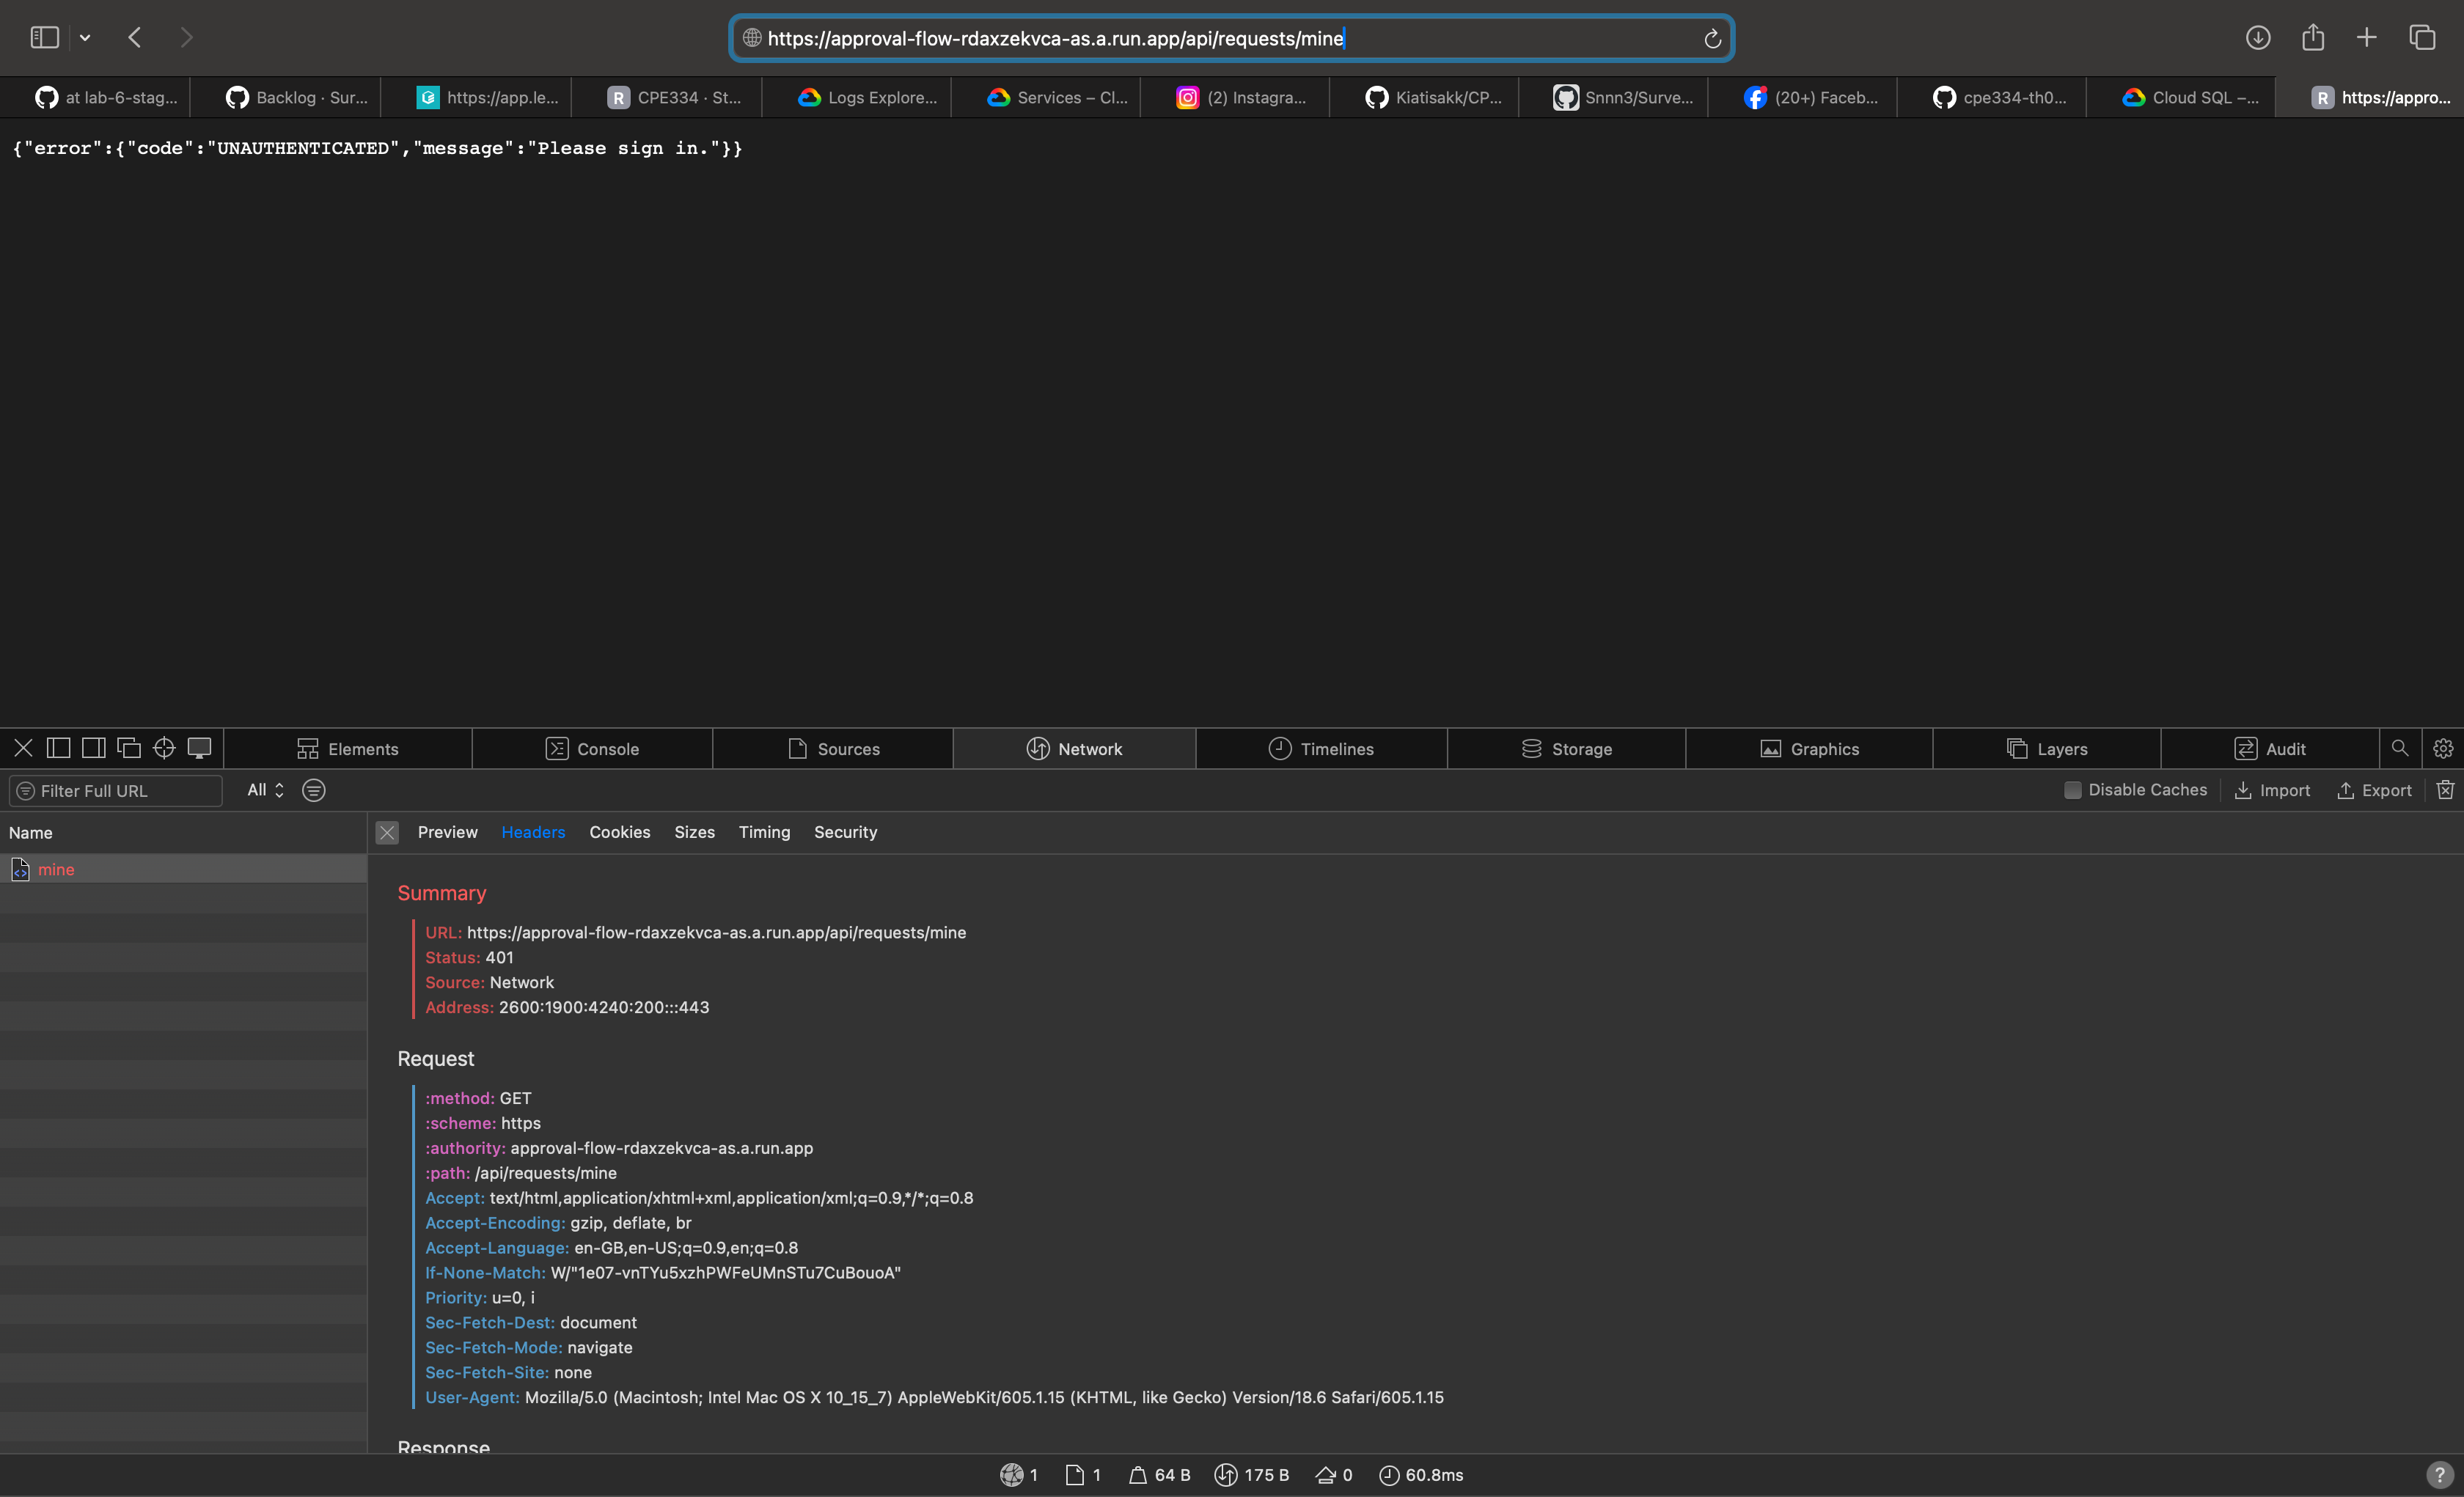 https://approval-flow-rdaxzekvca-as.a.run.app/api/requests/mine
at lab-6-stag...
Backlog · Sur...
https://app.le...
R CPE334 · St...
Logs Explore...
Services – Cl...
(2) Instagra...
Kiatisakk/CP...
Snnn3/Surve...
(20+) Faceb...
cpe334-th0...
Cloud SQL –...
R https://appro...
{"error":{"code":"UNAUTHENTICATED","message":"Please sign in."}}
Elements
Console
Sources
Network
Timelines
Storage
Graphics
Layers
Audit
Filter Full URL
All
Disable Caches
Import
Export
Name
Preview
Headers
Cookies
Sizes
Timing
Security
mine
Summary
URL: https://approval-flow-rdaxzekvca-as.a.run.app/api/requests/mine
Status: 401
Source: Network
Address: 2600:1900:4240:200:::443
Request
:method: GET
:scheme: https
:authority: approval-flow-rdaxzekvca-as.a.run.app
:path: /api/requests/mine
Accept: text/html,application/xhtml+xml,application/xml;q=0.9,*/*;q=0.8
Accept-Encoding: gzip, deflate, br
Accept-Language: en-GB,en-US;q=0.9,en;q=0.8
If-None-Match: W/"1e07-vnTYu5xzhPWFeUMnSTu7CuBouoA"
Priority: u=0, i
Sec-Fetch-Dest: document
Sec-Fetch-Mode: navigate
Sec-Fetch-Site: none
User-Agent: Mozilla/5.0 (Macintosh; Intel Mac OS X 10_15_7) AppleWebKit/605.1.15 (KHTML, like Gecko) Version/18.6 Safari/605.1.15
Response
1
1
64 B
175 B
0
60.8ms
?